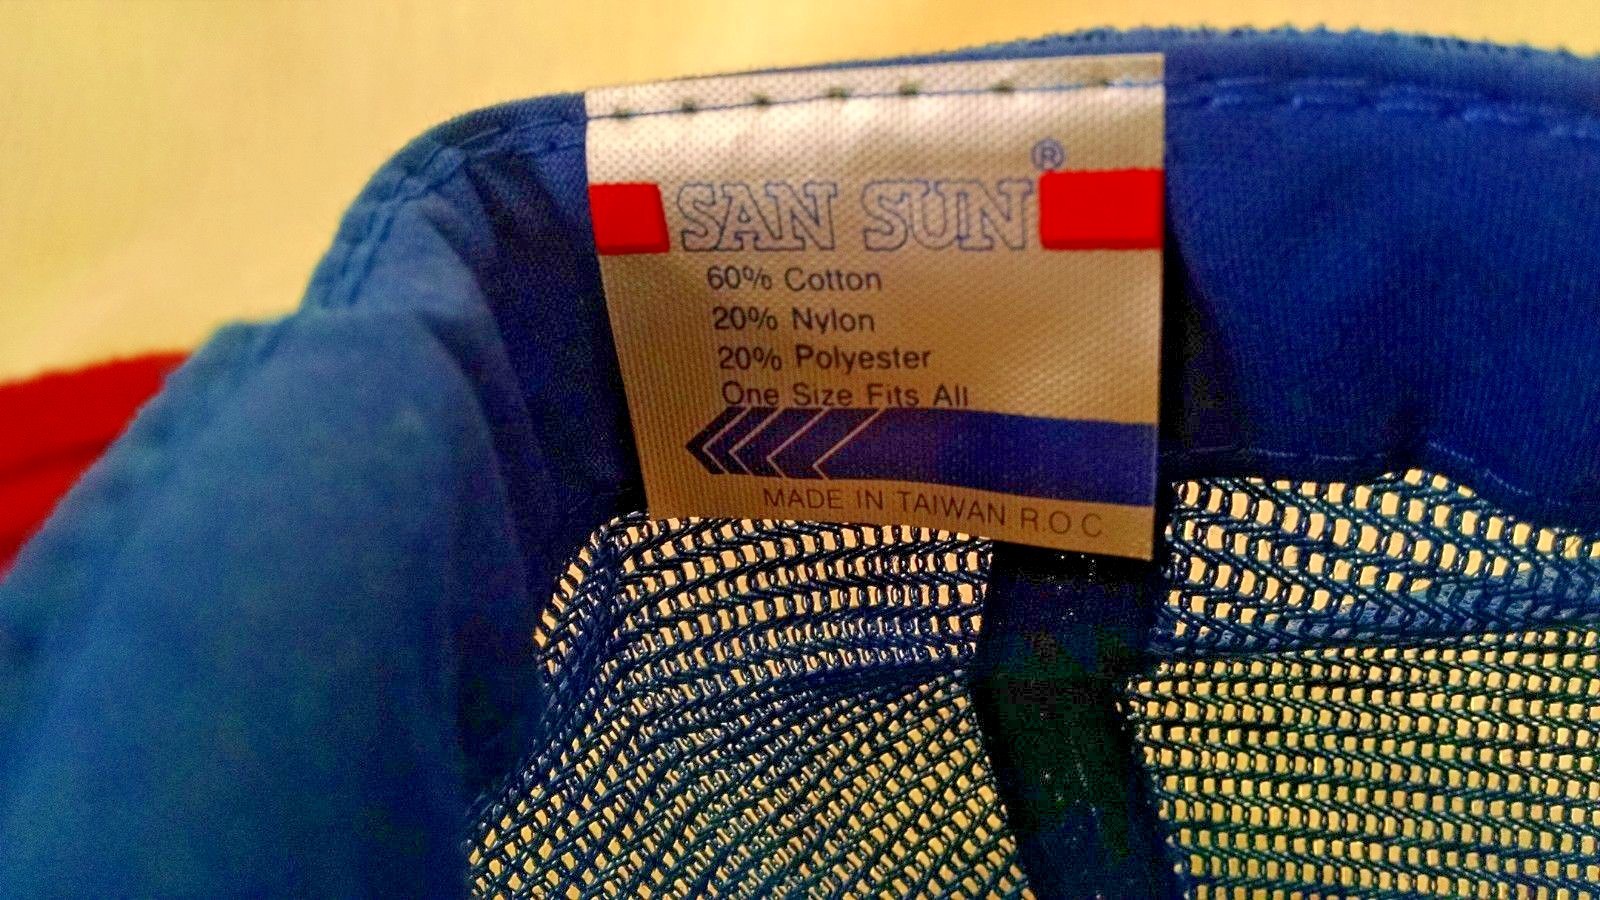 SAN SUN®
60% Cotton
20% Nylon
20% Polyester
One Size Fits All
MADE IN TAIWAN R O C